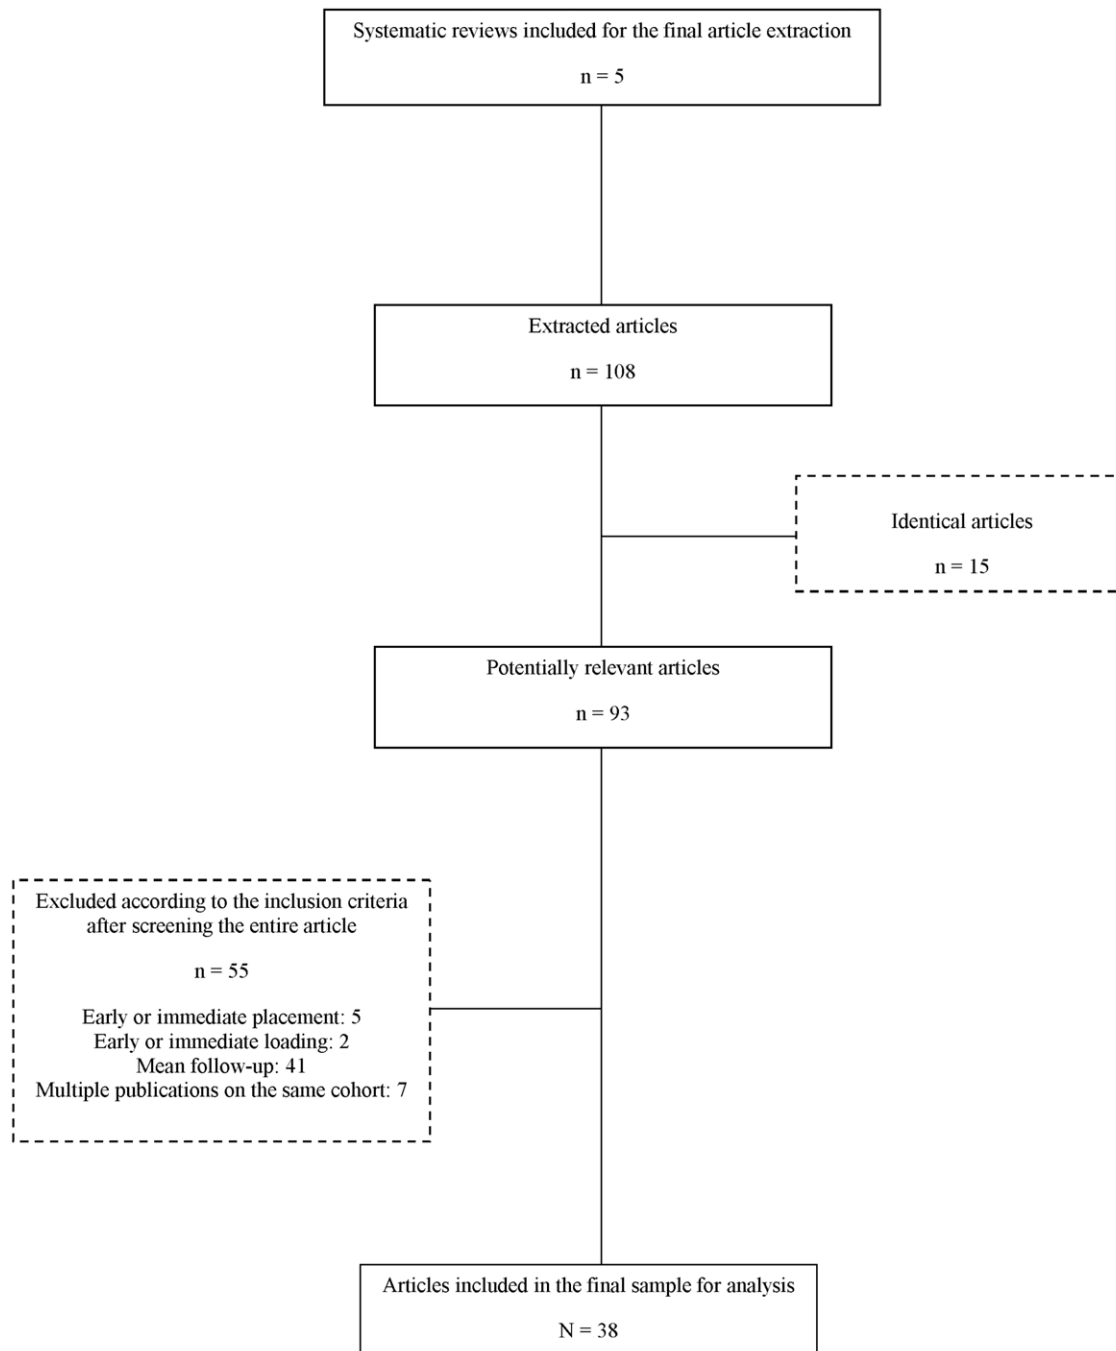 Systematic reviews included for the final article extraction
n = 5
Extracted articles
n = 108
Identical articles
n = 15
Potentially relevant articles
n = 93
Excluded according to the inclusion criteria
after screening the entire article
n = 55
Early or immediate placement: 5
Early or immediate loading: 2
Mean follow-up: 41
Multiple publications on the same cohort: 7
Articles included in the final sample for analysis
N = 38